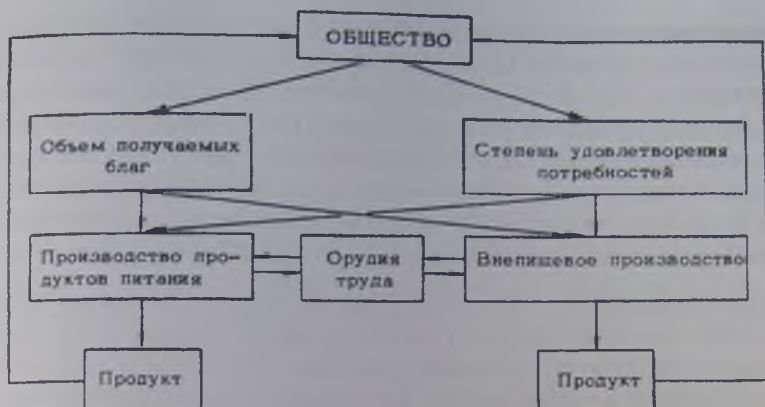 ОБЩЕСТВО
Объем получаемых
благ
Степень удовлетворения
потребностей
Производство про-
дуктов питания
Орудия
труда
Внепищевое производство
Продукт
Продукт